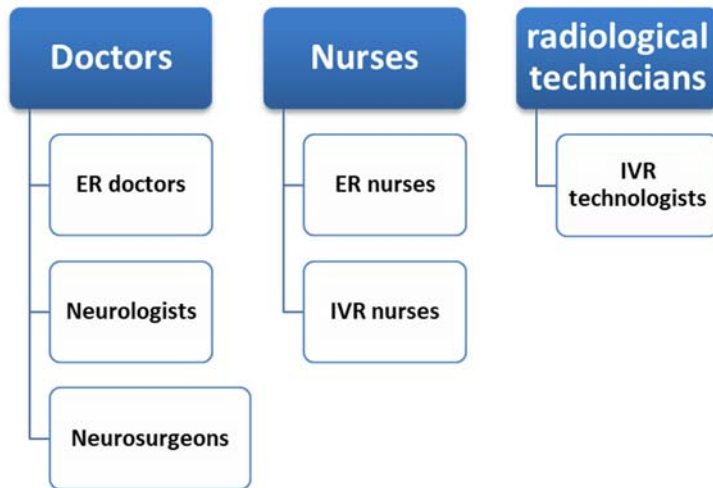 Doctors
ER doctors
Neurologists
Neurosurgeons
Nurses
ER nurses
IVR nurses
radiological
technicians
IVR
technologists